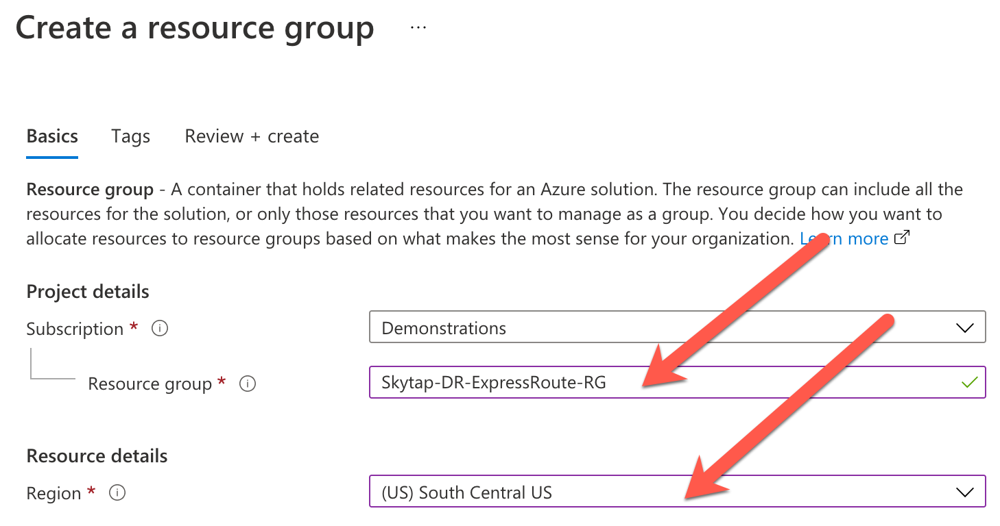 Create a resource group ...
Basics Tags Review + create
Resource group - A container that holds related resources for an Azure solution. The resource group can include all the
resources for the solution, or only those resources that you want to manage as a group. You decide how you want to
allocate resources to resource groups based on what makes the most sense for your organization. Learn more
Project details
Subscription * Demonstrations
Resource group * Skytap-DR-ExpressRoute-RG
Resource details
Region * (US) South Central US